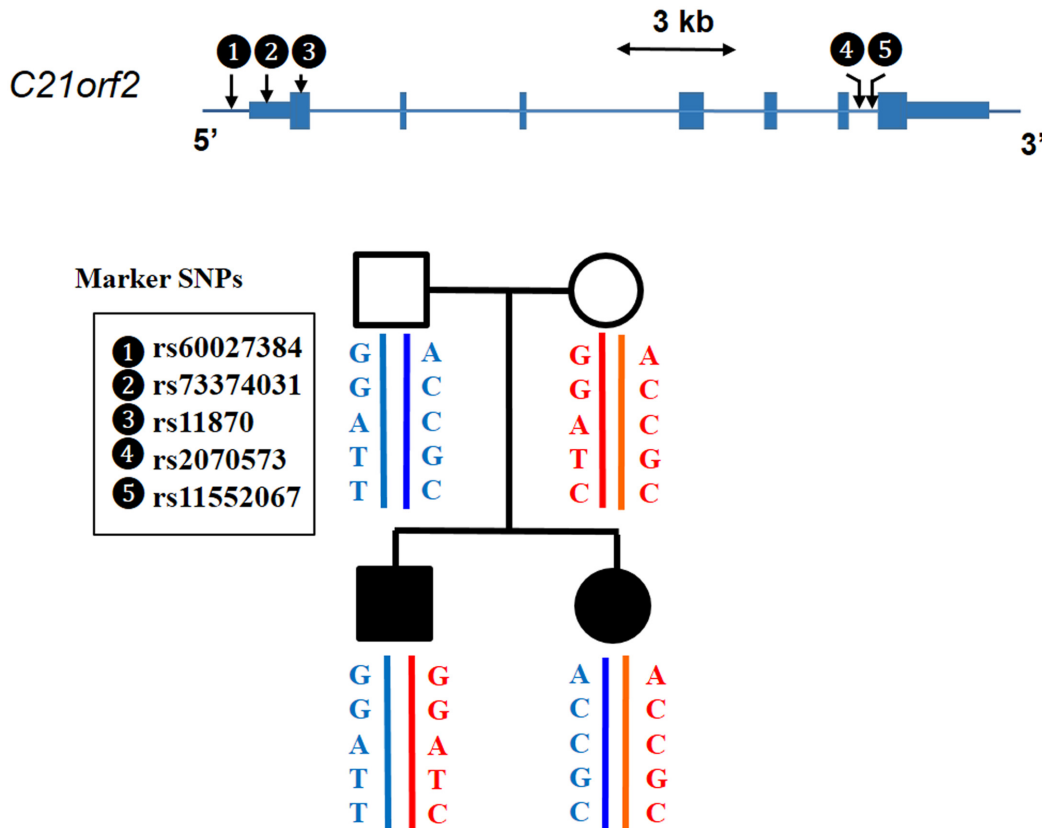 3 kb
1 2 3 4 5
C21orf2
5’ 3’
Marker SNPs
1 rs60027384
2 rs73374031
3 rs11870
4 rs2070573
5 rs11552067
G A G A
G C G C
A C A C
T G T G
T C C C
G G A A
G G C C
A A C C
T T G G
T C C C